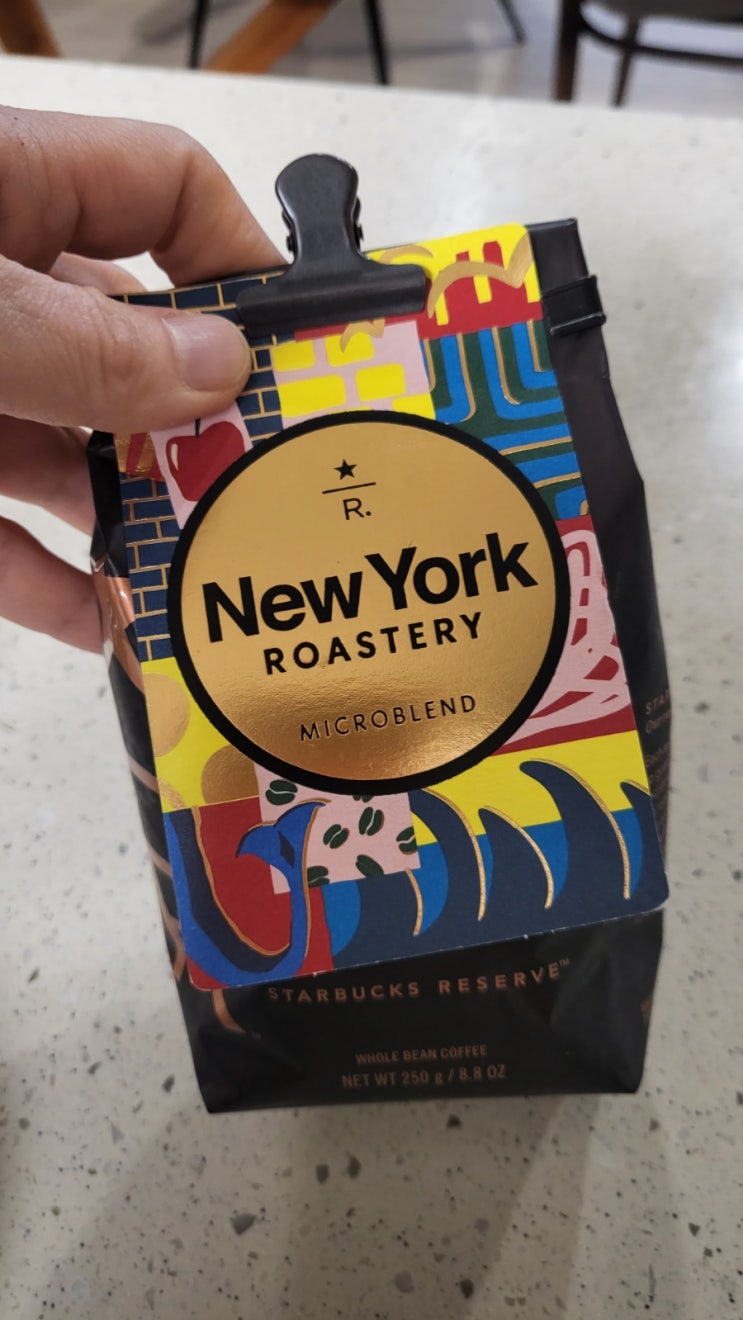 R.
New York
ROASTERY
MICROBLEND
STARBUCKS RESERVE™
WHOLE BEAN COFFEE
NET WT 250 g / 8.8 OZ